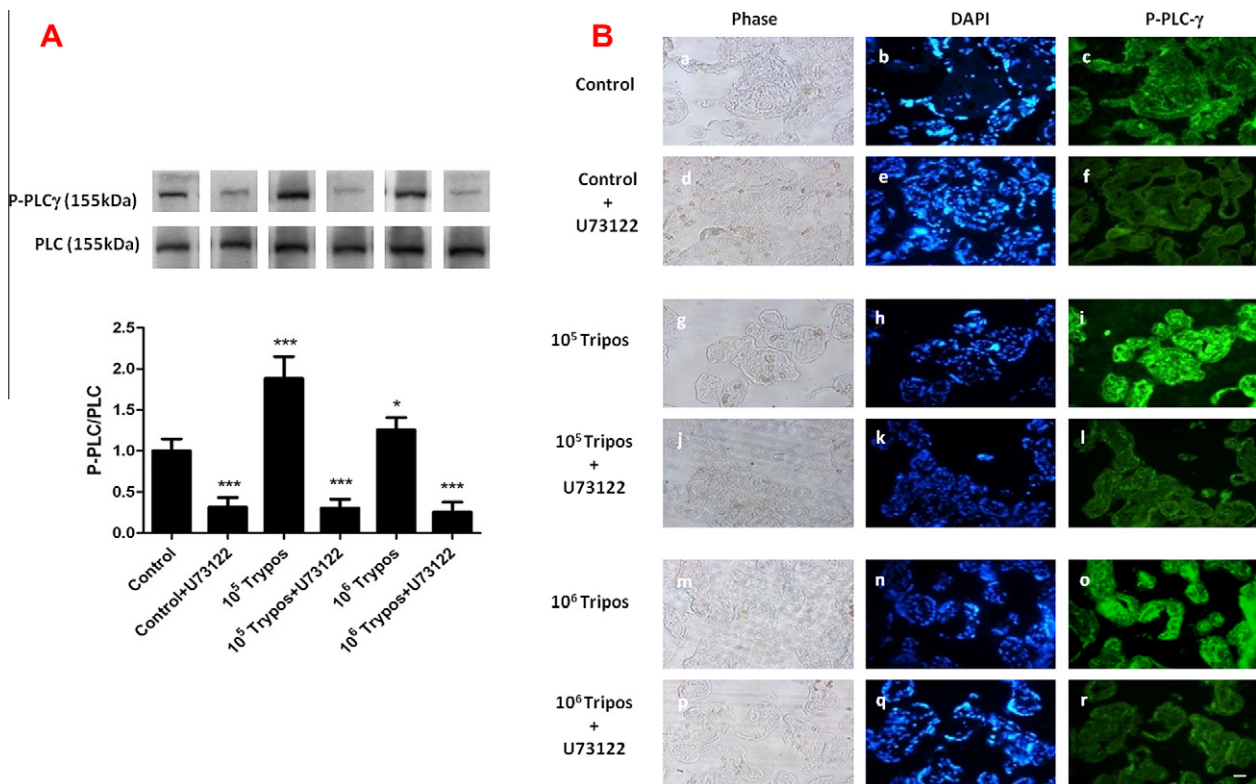 A
P-PLCγ (155kDa)
PLC (155kDa)
P-PLC/PLC
2.5
2.0
1.5
1.0
0.5
0.0
***
***
***
*
***
Control
Control+U73122
10⁵ Trypos
10⁵ Trypos+U73122
10⁶ Trypos
10⁶ Trypos+U73122
B
Phase DAPI P-PLC-γ
Control
a b c
Control
+
U73122
d e f
10⁵ Tripos
g h i
10⁵ Tripos
+
U73122
j k l
10⁶ Tripos
m n o
10⁶ Tripos
+
U73122
p q r